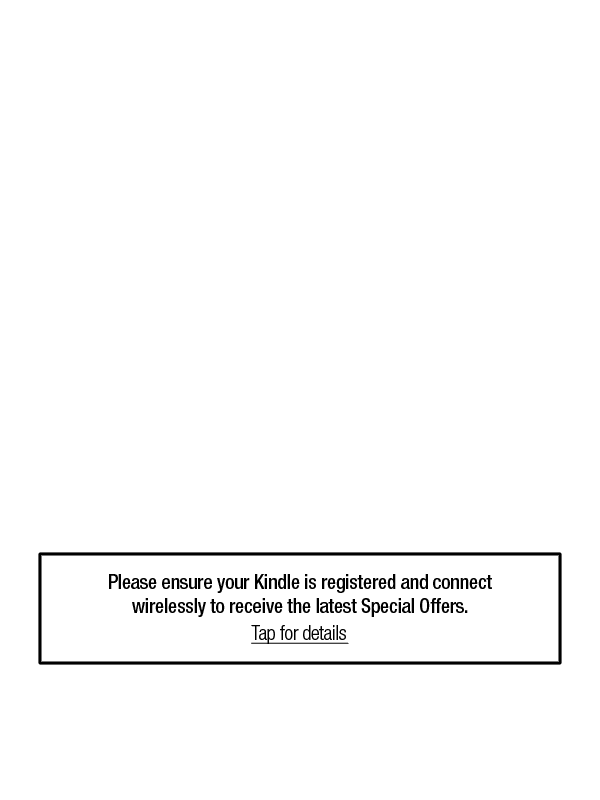 Please ensure your Kindle is registered and connect
wirelessly to receive the latest Special Offers.
Tap for details